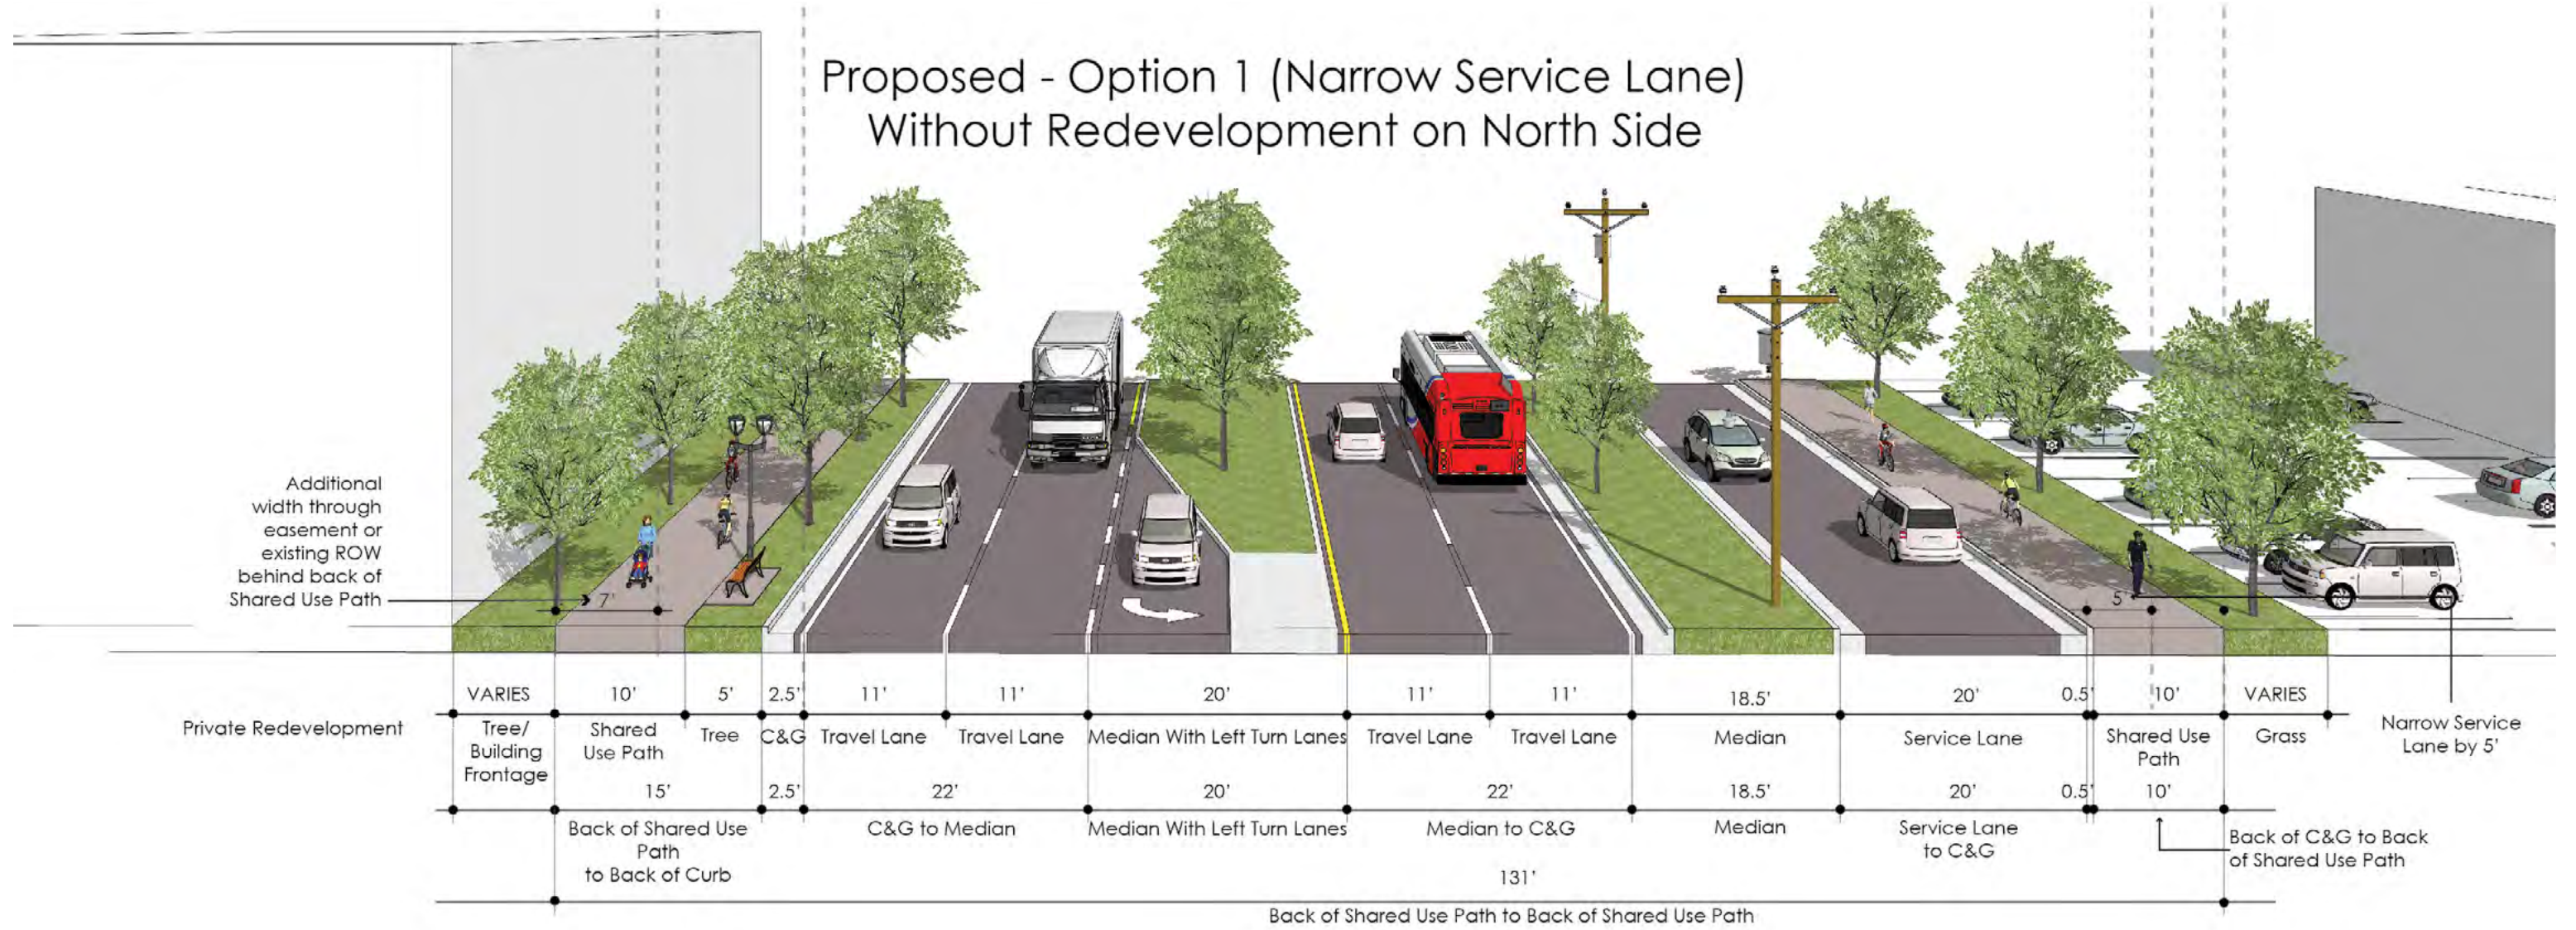 Proposed - Option 1 (Narrow Service Lane)
Without Redevelopment on North Side
Additional
width through
easement or
existing ROW
behind back of
Shared Use Path
7'
5'
VARIES 10' 5' 2.5' 11' 11' 20' 11' 11' 18.5' 20' 0.5' 10' VARIES
Private Redevelopment
Tree/
Building
Frontage
Shared
Use Path
Tree
C&G
Travel Lane
Travel Lane
Median With Left Turn Lanes
Travel Lane
Travel Lane
Median
Service Lane
Shared Use
Path
Grass
Narrow Service
Lane by 5'
15' 2.5' 22' 20' 22' 18.5' 20' 0.5' 10'
Back of Shared Use
Path
to Back of Curb
C&G to Median
Median With Left Turn Lanes
Median to C&G
Median
Service Lane
to C&G
Back of C&G to Back
of Shared Use Path
131'
Back of Shared Use Path to Back of Shared Use Path